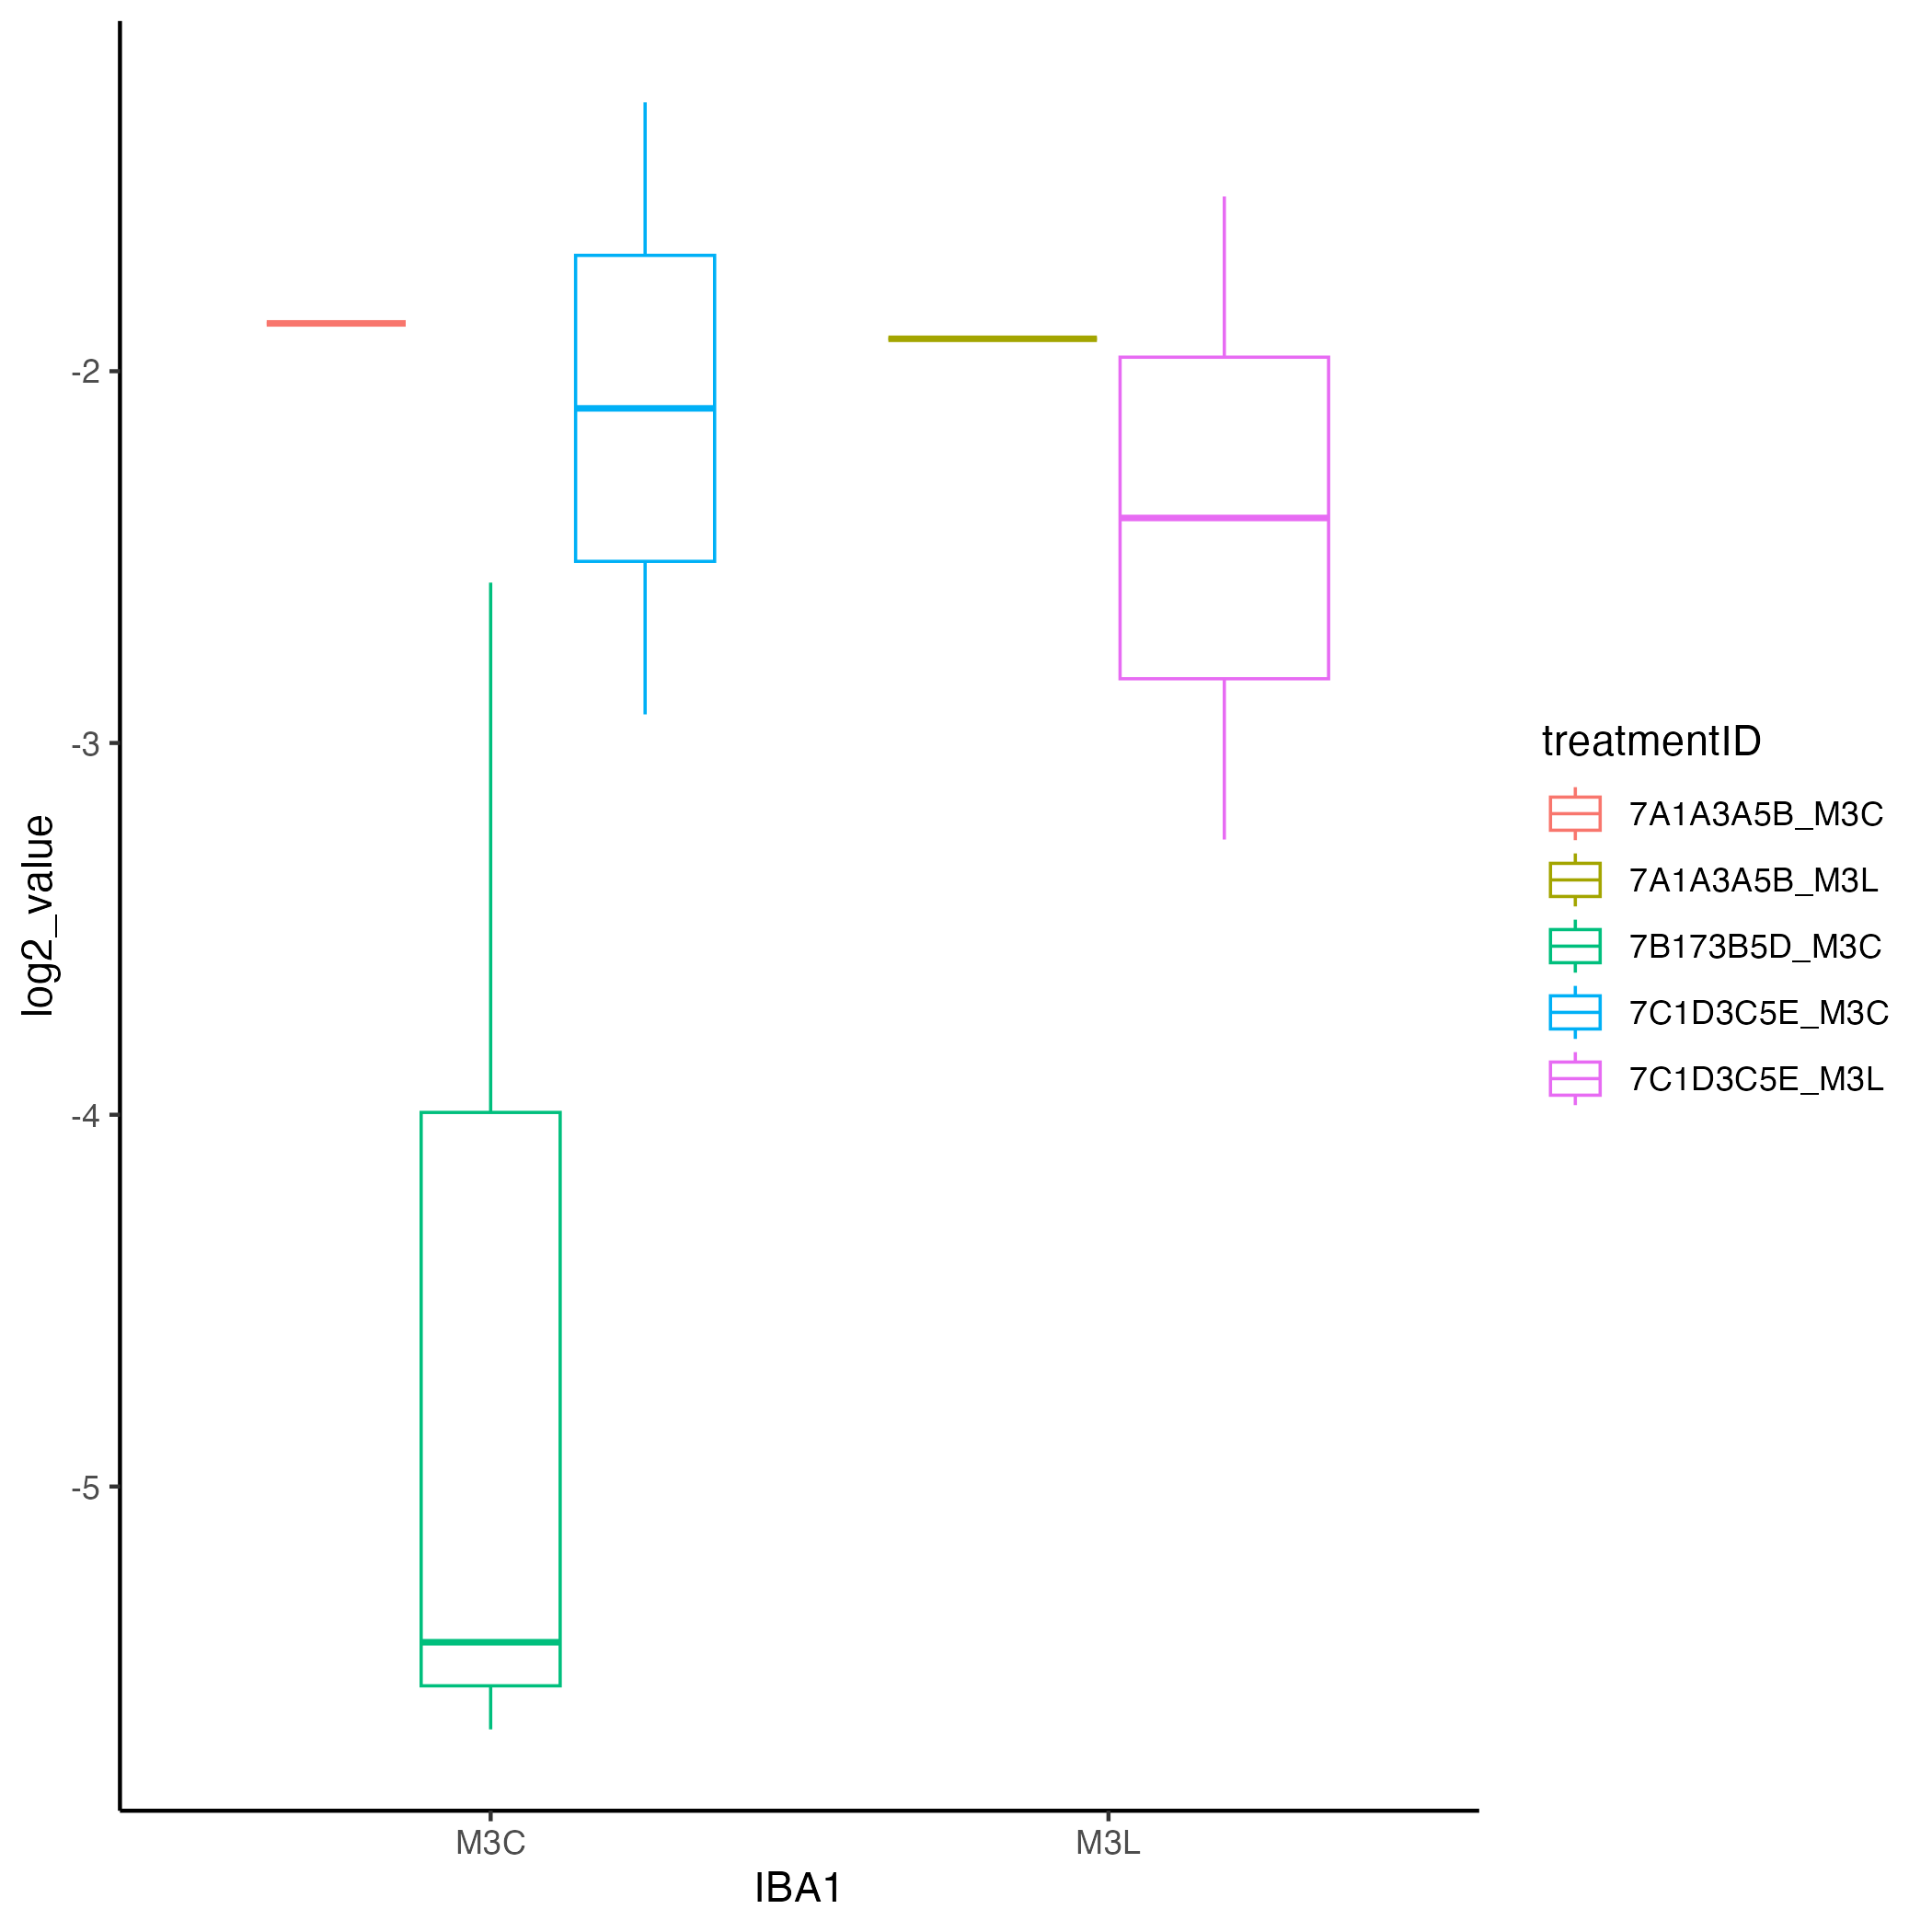 log2_value
-2
-3
-4
-5
M3C
M3L
IBA1
treatmentID
7A1A3A5B_M3C
7A1A3A5B_M3L
7B173B5D_M3C
7C1D3C5E_M3C
7C1D3C5E_M3L